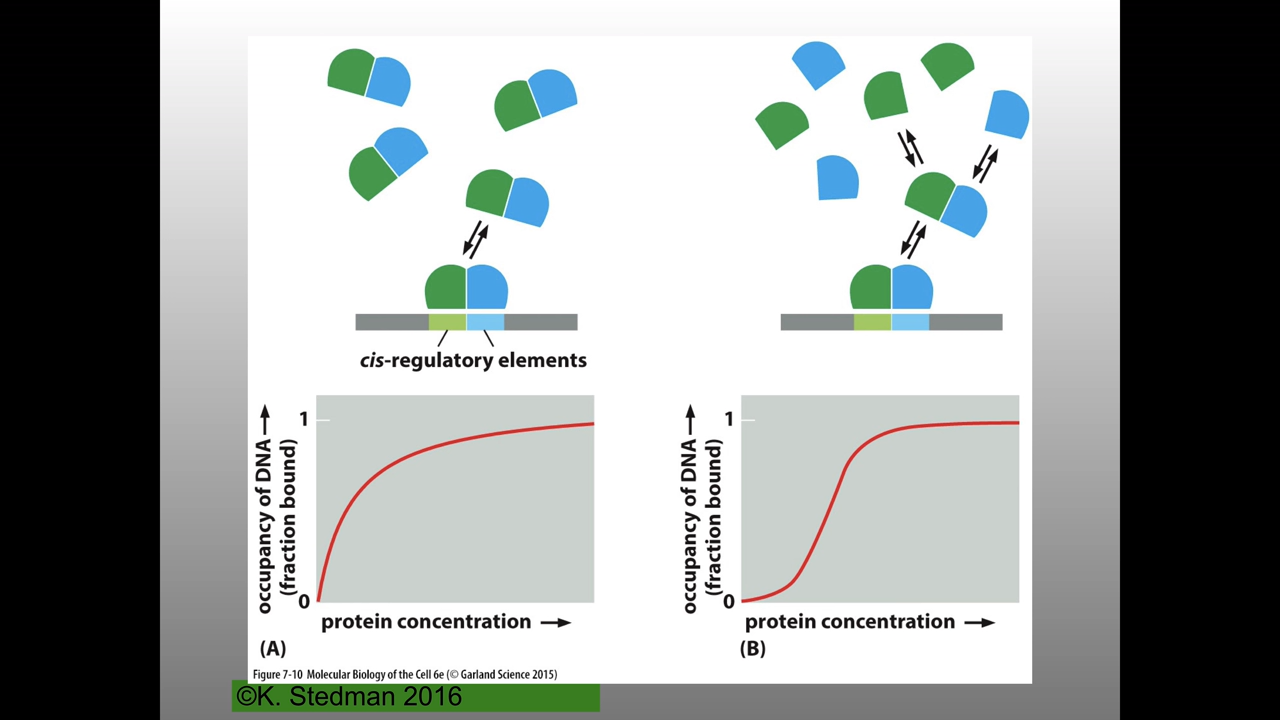 cis-regulatory elements
1
occupancy of DNA →
(fraction bound)
0
protein concentration →
(A)
1
occupancy of DNA →
(fraction bound)
0
protein concentration →
(B)
Figure 7-10 Molecular Biology of the Cell 6e (© Garland Science 2015)
©K. Stedman 2016